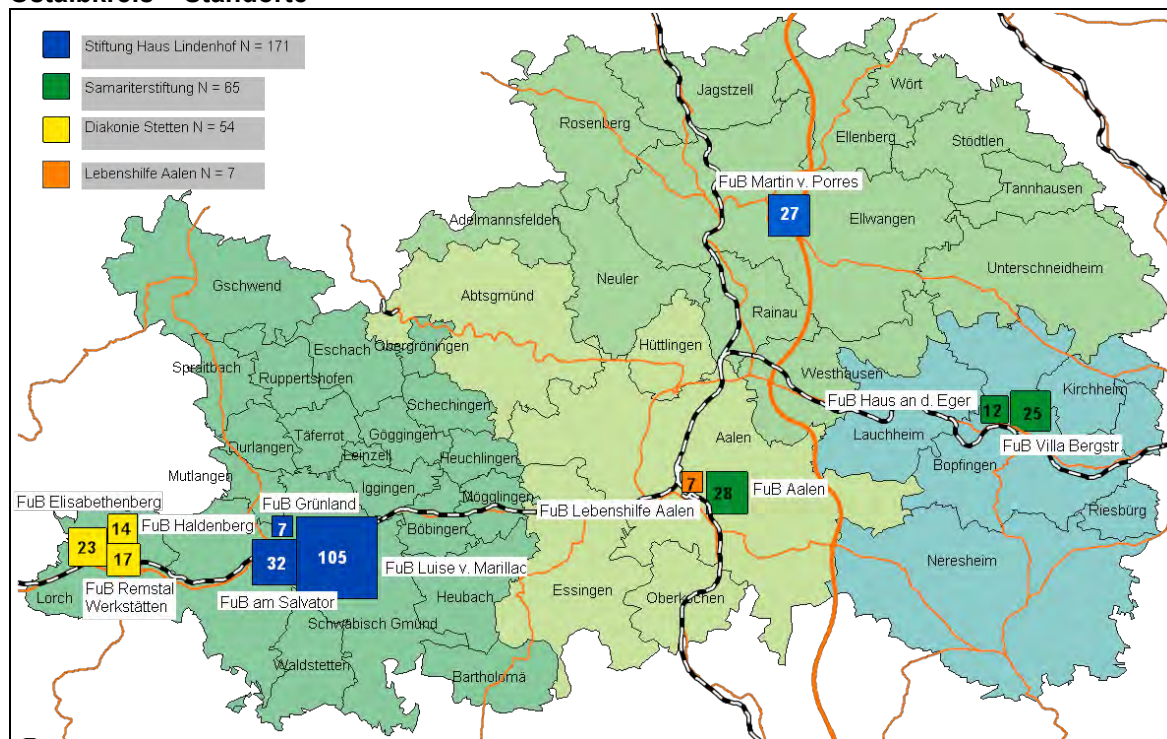 Ostalbkreis – Standorte
Stiftung Haus Lindenhof N = 171
Samariterstiftung N = 65
Diakonie Stetten N = 54
Lebenshilfe Aalen N = 7
Jagstzell
Wört
Rosenberg
Ellenberg
Stödtlen
FuB Martin v. Porres
Tannhausen
27
Adelmannsfelden
Ellwangen
Unterschneidheim
Neuler
Gschwend
Abtsgmünd
Rainau
Obergröningen
Eschach
Hüttlingen
Spraitbach
Westhausen
Ruppertshofen
Kirchheim
FuB Haus an d. Eger
12
25
Schechingen
Täferrot
Göggingen
Aalen
Lauchheim
FuB Villa Bergstr.
Durlangen
Leinzell
Heuchlingen
Bopfingen
Mutlangen
Iggingen
FuB Elisabethenberg
FuB Grünland
Mögglingen
7
28
FuB Aalen
14
FuB Haldenberg
7
Böbingen
FuB Lebenshilfe Aalen
Riesbürg
23
17
32
105
FuB Luise v. Marillac
Neresheim
FuB Remstal
Werkstätten
Lorch
FuB am Salvator
Heubach
Essingen
Oberkochen
Schwäbisch Gmünd
Waldstetten
Bartholomä